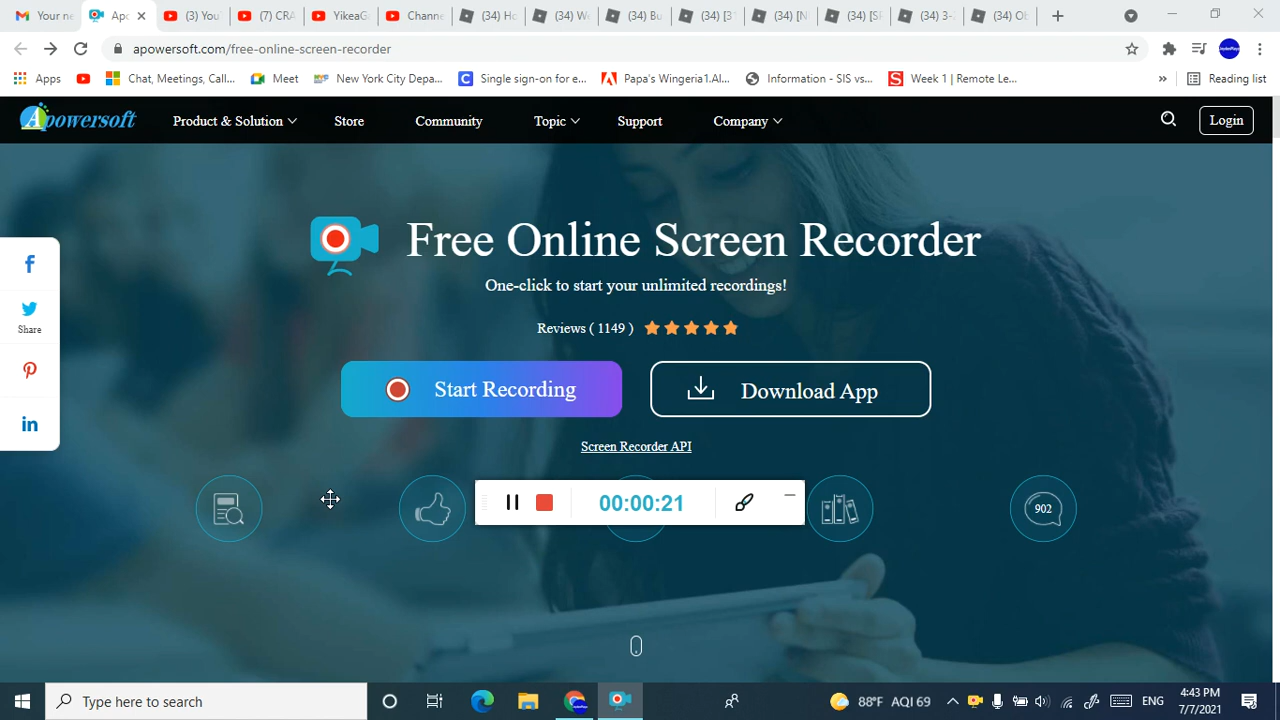 Your ne
Apo
(3) You
(7) CRA
YikeaG
Channe
(34) Ho
(34) We
(34) Bu
(34) [
(34) [N
(34) [S
(34) 3-
(34) Ob
apowersoft.com/free-online-screen-recorder
Apps
Chat, Meetings, Call...
Meet
New York City Depa...
Single sign-on for e...
Papa's Wingeria1.A...
Information - SIS vs...
Week 1 | Remote Le...
»
Reading list
Apowersoft
Product & Solution
Store
Community
Topic
Support
Company
Login
Free Online Screen Recorder
One-click to start your unlimited recordings!
Reviews ( 1149 )
Share
Start Recording
Download App
Screen Recorder API
00:00:21
902
Type here to search
88°F AQI 69
ENG
4:43 PM
7/7/2021